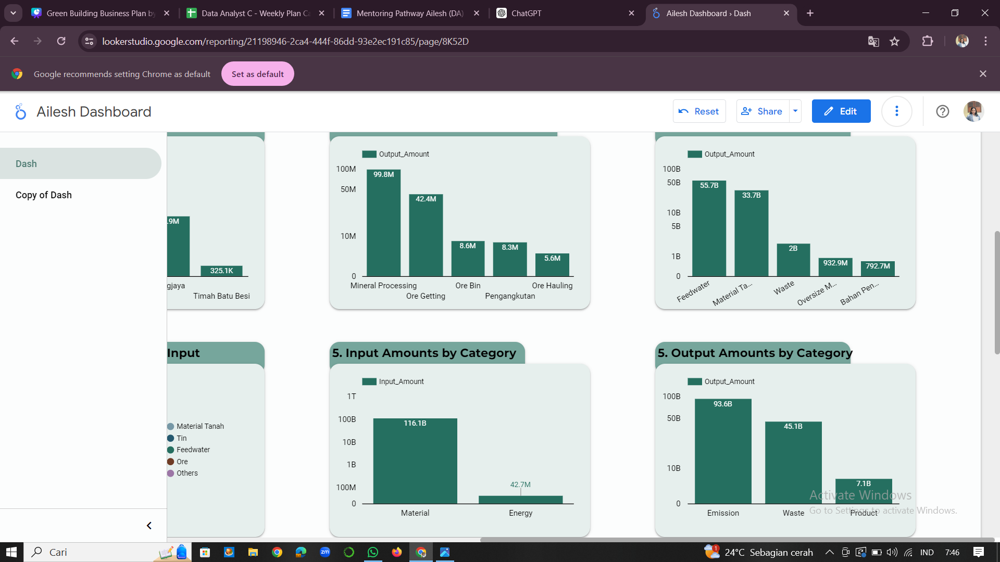 Green Building Business Plan by
Data Analyst C - Weekly Plan Ca
Mentoring Pathway Ailesh (DA)
ChatGPT
Ailesh Dashboard › Dash
lookerstudio.google.com/reporting/21198946-2ca4-444f-86dd-93e2ec191c85/page/8K52D
Google recommends setting Chrome as default
Set as default
Ailesh Dashboard
Reset
Share
Edit
Dash
Copy of Dash
.9M
325.1K
gjaya
Timah Batu Besi
Output_Amount
100M
50M
10M
0
99.8M
42.4M
8.6M
8.3M
5.6M
Mineral Processing
Ore Getting
Ore Bin
Pengangkutan
Ore Hauling
Output_Amount
100B
50B
10B
5B
1B
0
55.7B
33.7B
2B
932.9M
792.7M
Feedwater
Material Ta...
Waste
Oversize M...
Bahan Pen...
Input
Material Tanah
Tin
Feedwater
Ore
Others
5. Input Amounts by Category
Input_Amount
1T
100B
10B
1B
100M
0
116.1B
42.7M
Material
Energy
5. Output Amounts by Category
Output_Amount
100B
50B
10B
0
93.6B
45.1B
7.1B
Emission
Waste
Product
Activate Windows
Go to Settings to activate Windows.
Cari
zm
1
24°C Sebagian cerah
IND
7:46